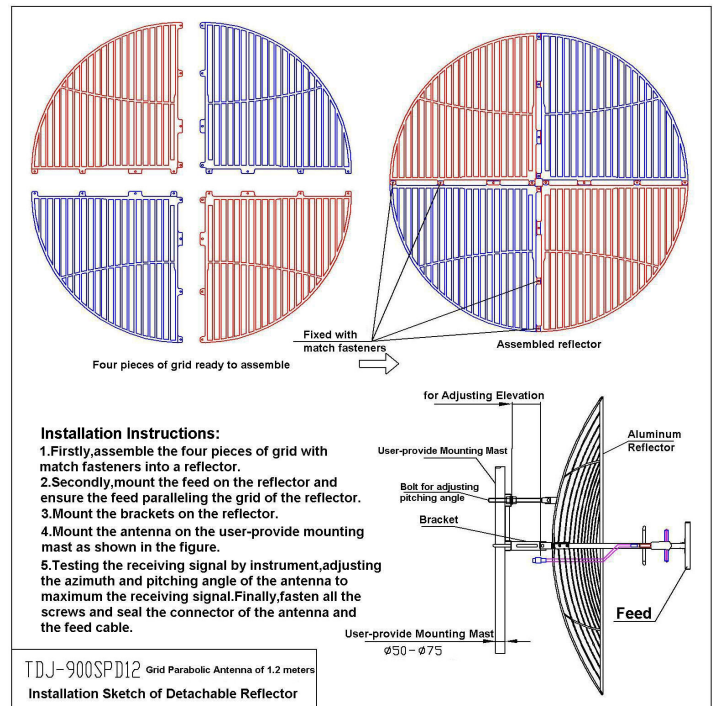 Fixed with
match fasteners
Assembled reflector
Four pieces of grid ready to assemble
for Adjusting Elevation
Installation Instructions:
1.Firstly,assemble the four pieces of grid with
match fasteners into a reflector.
2.Secondly,mount the feed on the reflector and
ensure the feed paralleling the grid of the reflector.
3.Mount the brackets on the reflector.
4.Mount the antenna on the user-provide mounting
mast as shown in the figure.
5.Testing the receiving signal by instrument,adjusting
the azimuth and pitching angle of the antenna to
maximum the receiving signal.Finally,fasten all the
screws and seal the connector of the antenna and
the feed cable.
User-provide Mounting Mast
Aluminum
Reflector
Bolt for adjusting
pitching angle
Bracket
Feed
User-provide Mounting Mast
Ø50-Ø75
TDJ-900SPD12 Grid Parabolic Antenna of 1.2 meters
Installation Sketch of Detachable Reflector